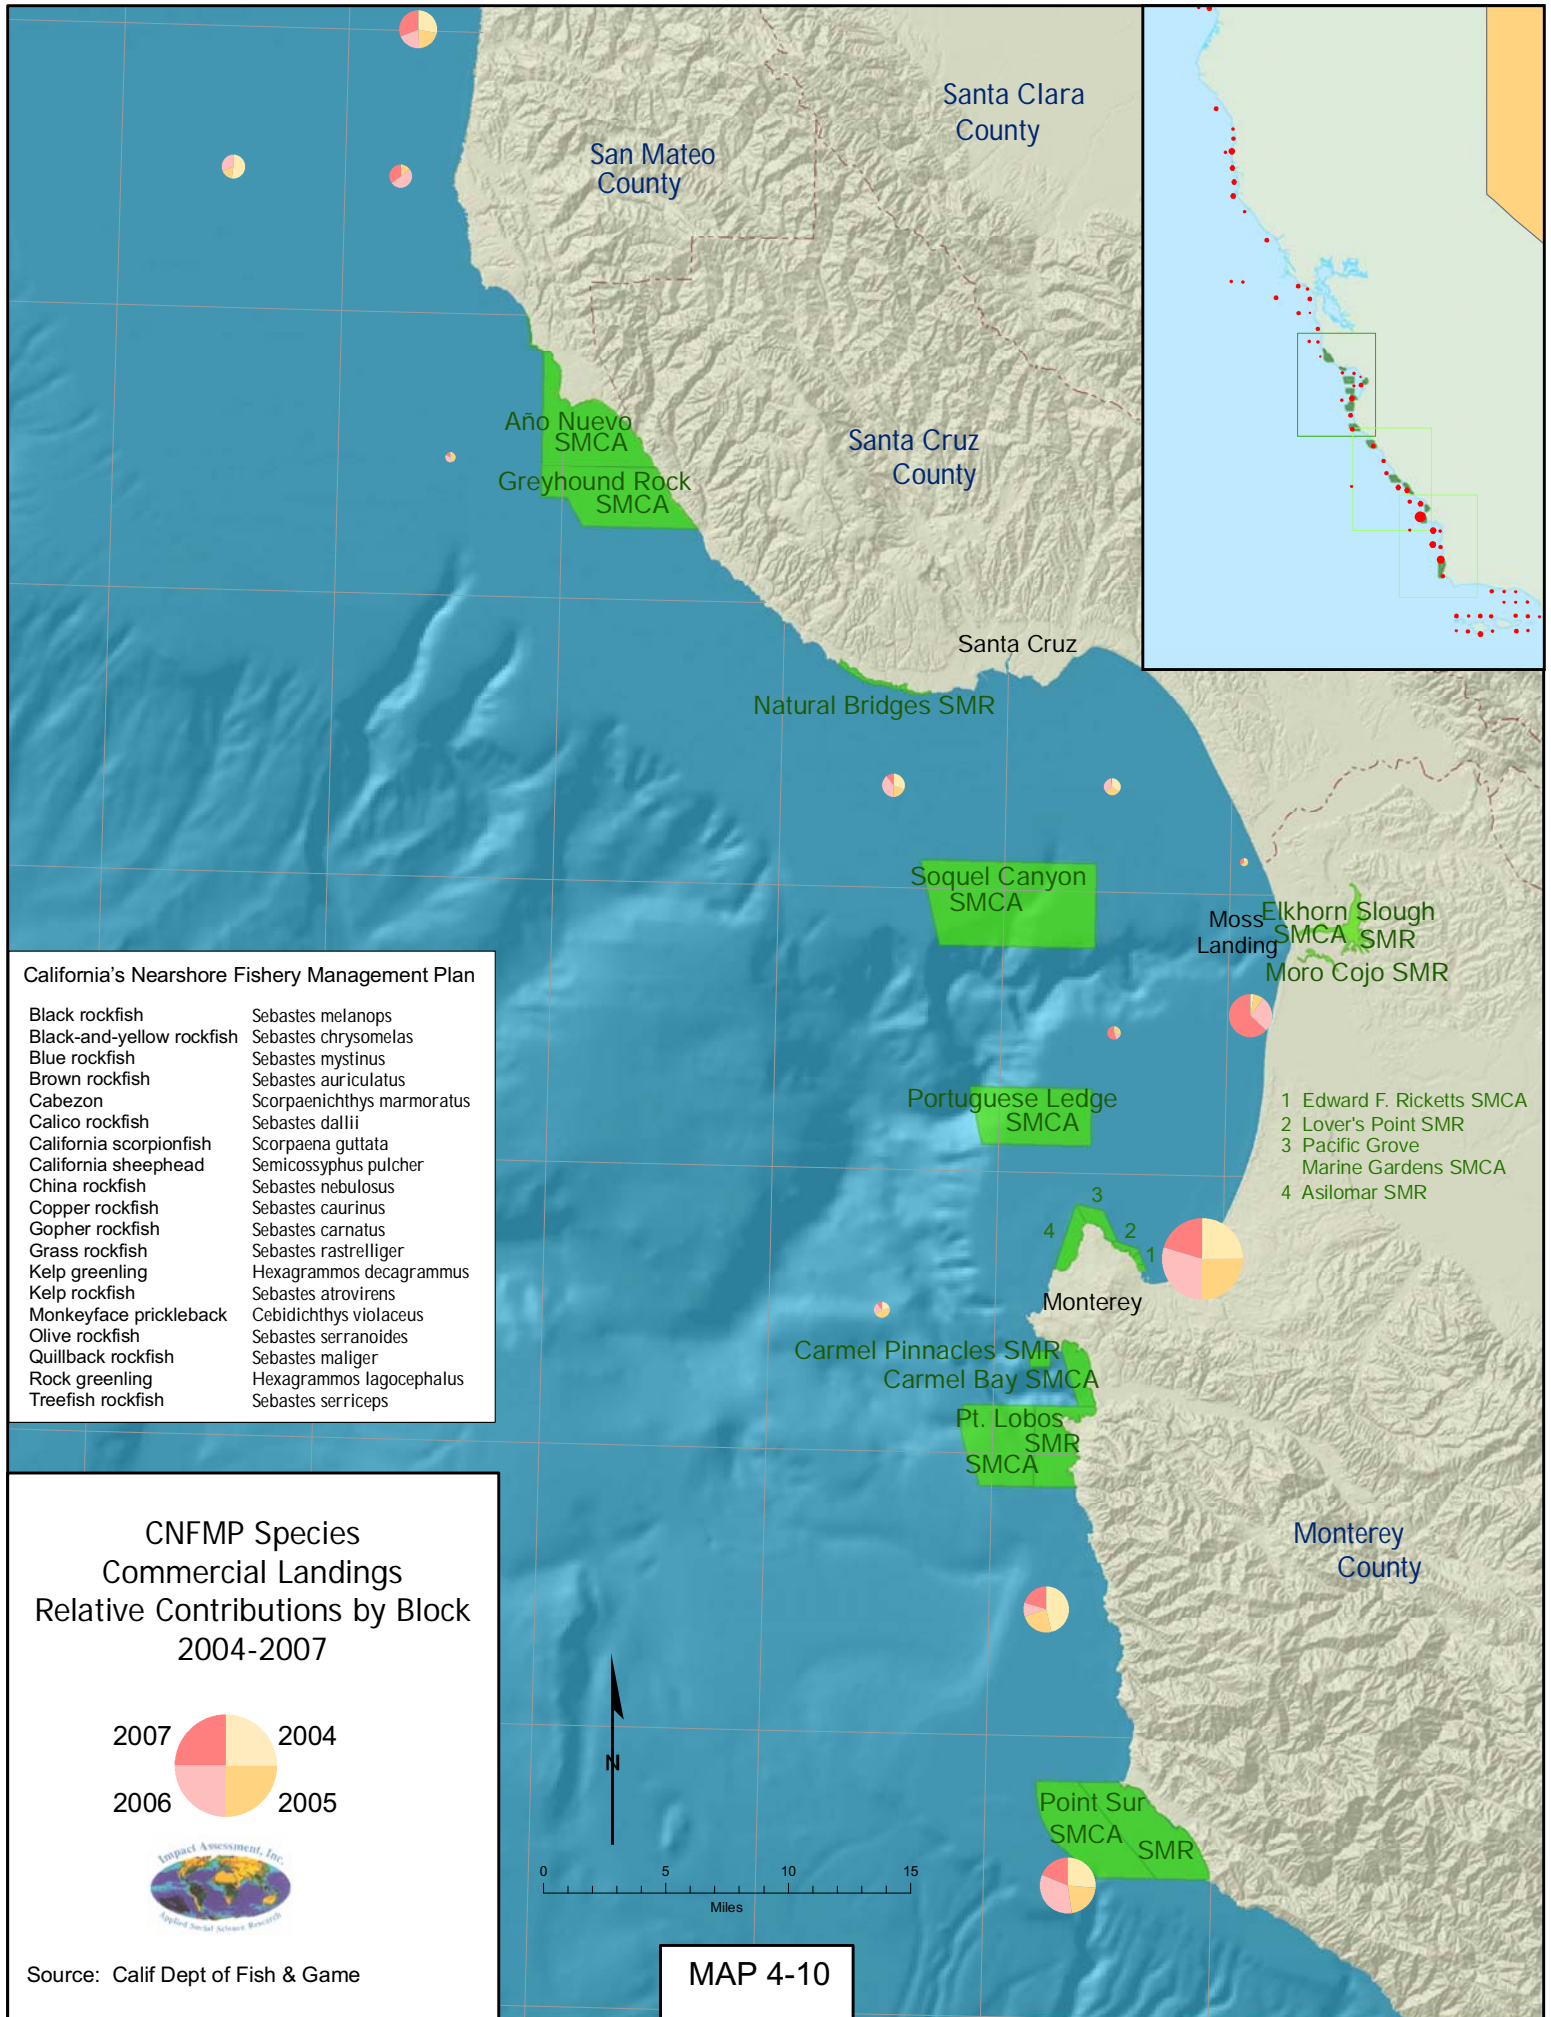 Santa Clara
County
San Mateo
County
Año Nuevo
SMCA
Santa Cruz
County
Greyhound Rock
SMCA
Santa Cruz
Natural Bridges SMR
Soquel Canyon
SMCA
Moss
Landing
Elkhorn Slough
SMCA SMR
Moro Cojo SMR
California's Nearshore Fishery Management Plan
Black rockfish Sebastes melanops
Black-and-yellow rockfish Sebastes chrysomelas
Blue rockfish Sebastes mystinus
Brown rockfish Sebastes auriculatus
Cabezon Scorpaenichthys marmoratus
Calico rockfish Sebastes dallii
California scorpionfish Scorpaena guttata
California sheephead Semicossyphus pulcher
China rockfish Sebastes nebulosus
Copper rockfish Sebastes caurinus
Gopher rockfish Sebastes carnatus
Grass rockfish Sebastes rastrelliger
Kelp greenling Hexagrammos decagrammus
Kelp rockfish Sebastes atrovirens
Monkeyface prickleback Cebidichthys violaceus
Olive rockfish Sebastes serranoides
Quillback rockfish Sebastes maliger
Rock greenling Hexagrammos lagocephalus
Treefish rockfish Sebastes serriceps
Portuguese Ledge
SMCA
1 Edward F. Ricketts SMCA
2 Lover's Point SMR
3 Pacific Grove
Marine Gardens SMCA
4 Asilomar SMR
3
4
2
1
Monterey
Carmel Pinnacles SMR
Carmel Bay SMCA
Pt. Lobos
SMR
SMCA
Monterey
County
CNFMP Species
Commercial Landings
Relative Contributions by Block
2004-2007
2007 2004
2006 2005
Impact Assessment, Inc.
Applied Social Science Research
Source: Calif Dept of Fish & Game
N
0 5 10 15
Miles
Point Sur
SMCA
SMR
MAP 4-10